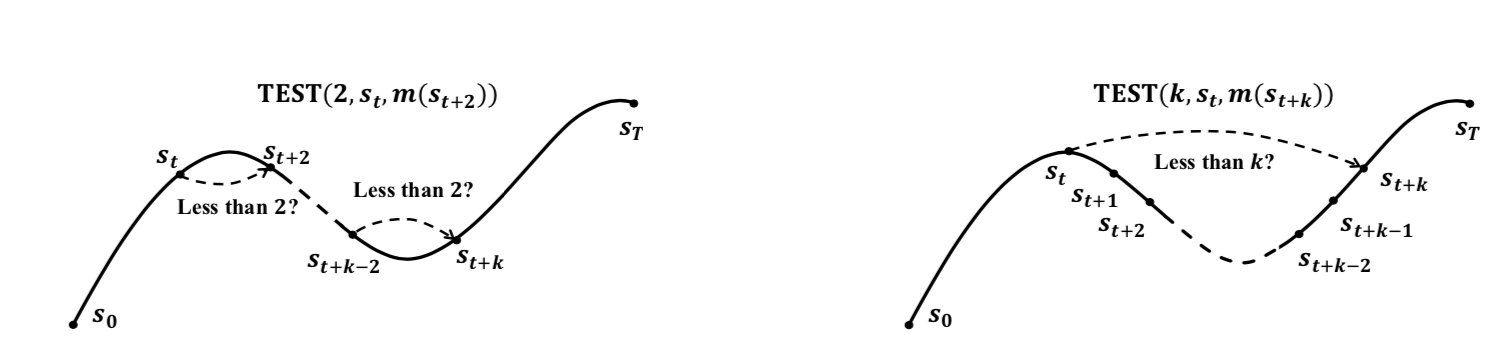 TEST(2, s_t, m(s_{t+2}))
s_T
s_t
s_{t+2}
Less than 2?
Less than 2?
s_{t+k-2}
s_{t+k}
s_0
TEST(k, s_t, m(s_{t+k}))
s_T
Less than k?
s_t
s_{t+k}
s_{t+1}
s_{t+2}
s_{t+k-1}
s_{t+k-2}
s_0